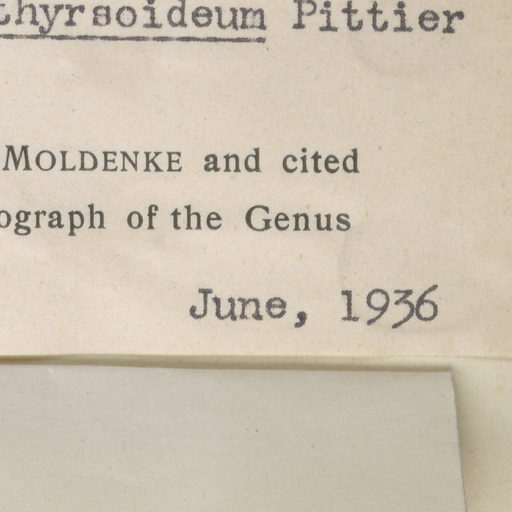 thyrsoideum Pittier
MOLDENKE and cited
ograph of the Genus
June, 1936